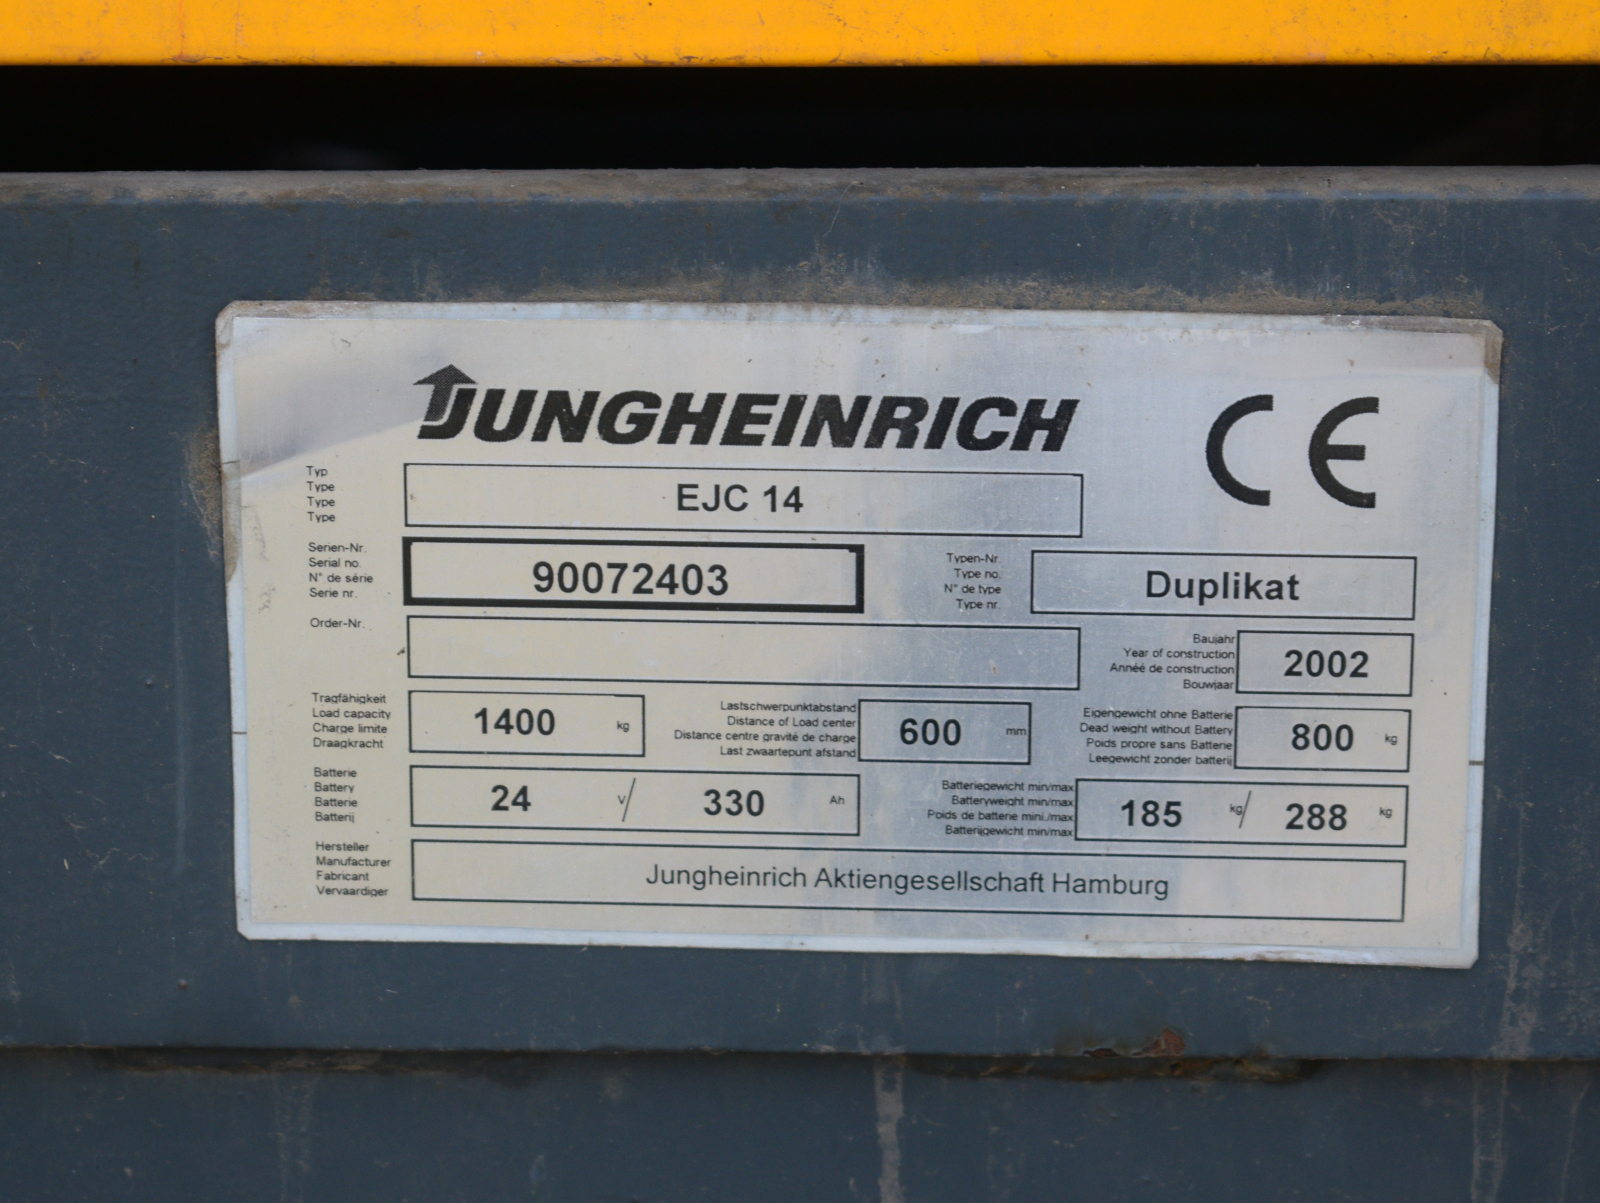 JUNGHEINRICH
CE
Typ
Type
Type
Type
EJC 14
Serien-Nr.
Serial no.
N° de série
Serie nr.
90072403
Typen-Nr.
Type no.
N° de type
Type nr.
Duplikat
Order-Nr.
Baujahr
Year of construction
Année de construction
Bouwjaar
2002
Tragfähigkeit
Load capacity
Charge limite
Draagkracht
1400 kg
Lastschwerpunktabstand
Distance of Load center
Distance centre gravité de charge
Last zwaartepunt afstand
600 mm
Eigengewicht ohne Batterie
Dead weight without Battery
Poids propre sans Batterie
Leegewicht zonder batterij
800 kg
Batterie
Battery
Batterie
Batterij
24 V/ 330 Ah
Batteriegewicht min/max
Batteryweight min/max
Poids de batterie mini./max
Batterijgewicht min/max
185 kg/ 288 kg
Hersteller
Manufacturer
Fabricant
Vervaardiger
Jungheinrich Aktiengesellschaft Hamburg